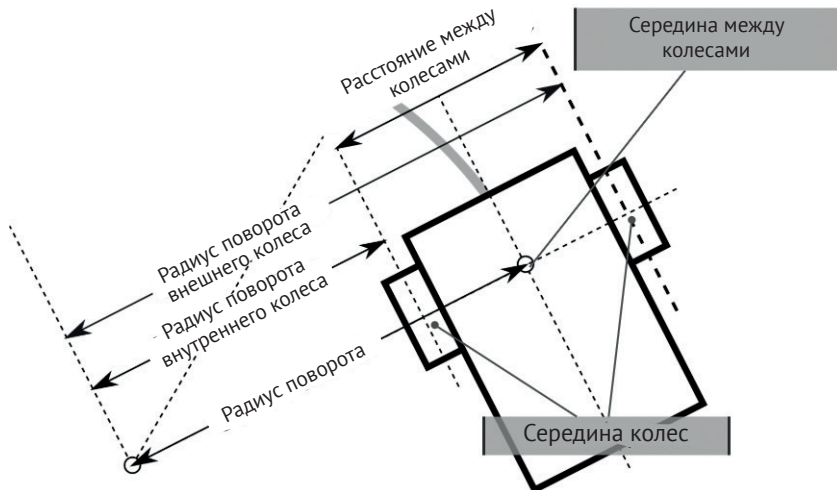 Середина между
колесами
Расстояние между
колесами
Радиус поворота
внешнего колеса
Радиус поворота
внутреннего колеса
Радиус поворота
Середина колес